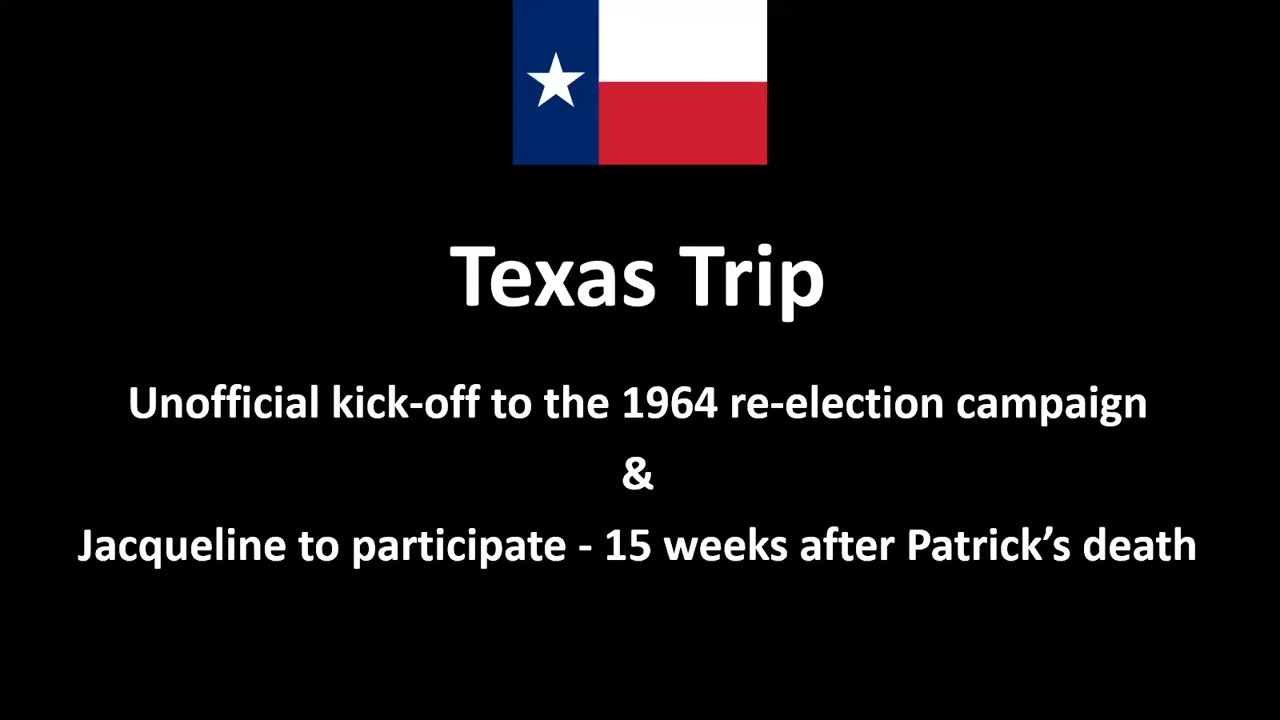 Texas Trip
Unofficial kick-off to the 1964 re-election campaign
&
Jacqueline to participate - 15 weeks after Patrick’s death